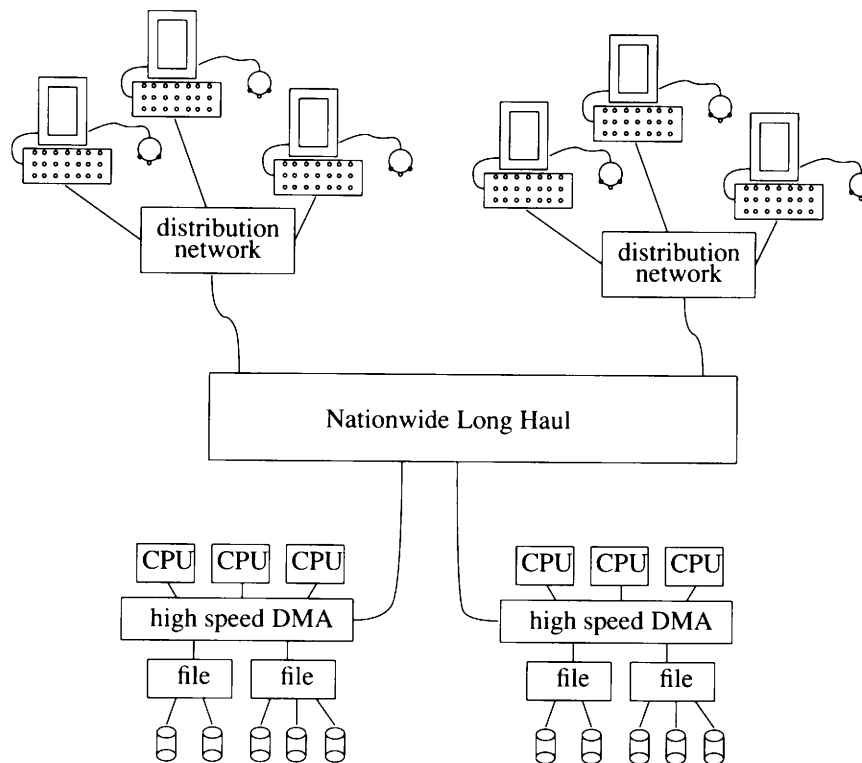 distribution
network
distribution
network
Nationwide Long Haul
CPU CPU CPU
CPU CPU CPU
high speed DMA
high speed DMA
file file
file file